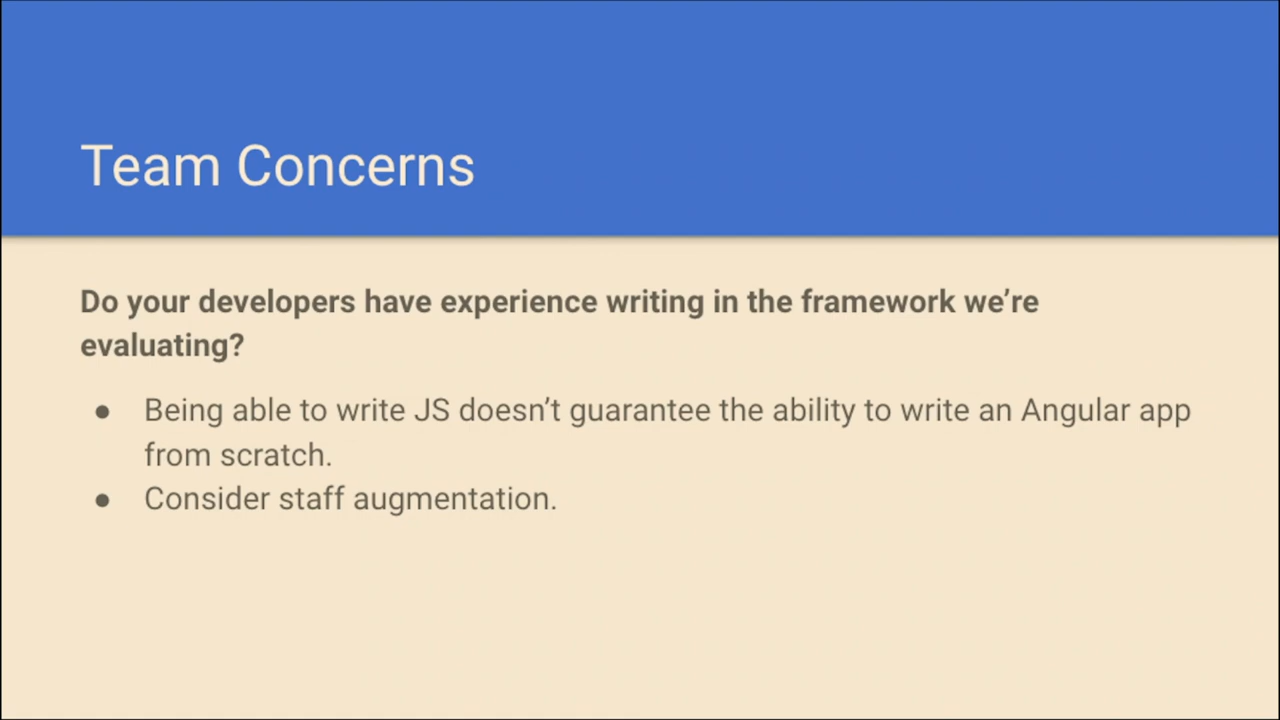 Team Concerns
Do your developers have experience writing in the framework we’re
evaluating?
● Being able to write JS doesn’t guarantee the ability to write an Angular app
from scratch.
● Consider staff augmentation.